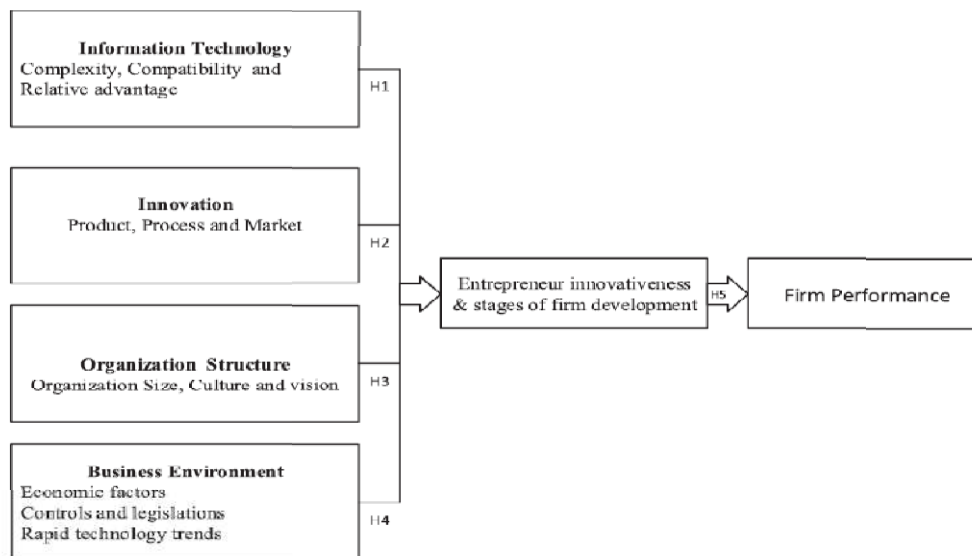 Information Technology
Complexity, Compatibility and
Relative advantage
H1
Innovation
Product, Process and Market
H2
Entrepreneur innovativeness
& stages of firm development
H5
Firm Performance
Organization Structure
Organization Size, Culture and vision
H3
Business Environment
Economic factors
Controls and legislations
Rapid technology trends
H4